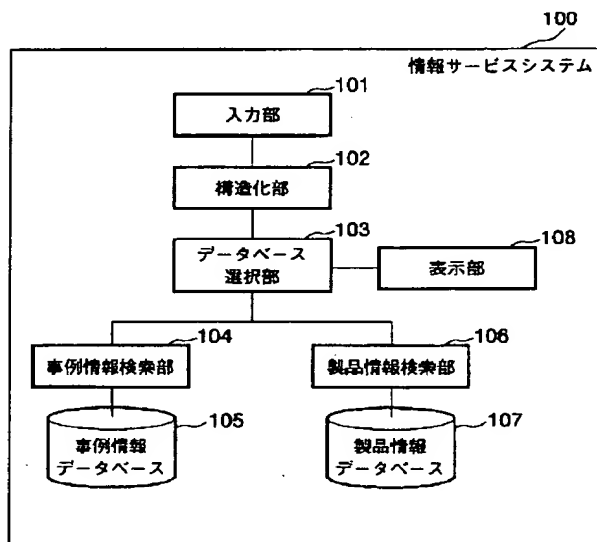 100
情報サービスシステム
101
入力部
102
構造化部
103
データベース
選択部
108
表示部
104
事例情報検索部
106
製品情報検索部
105
事例情報
データベース
107
製品情報
データベース